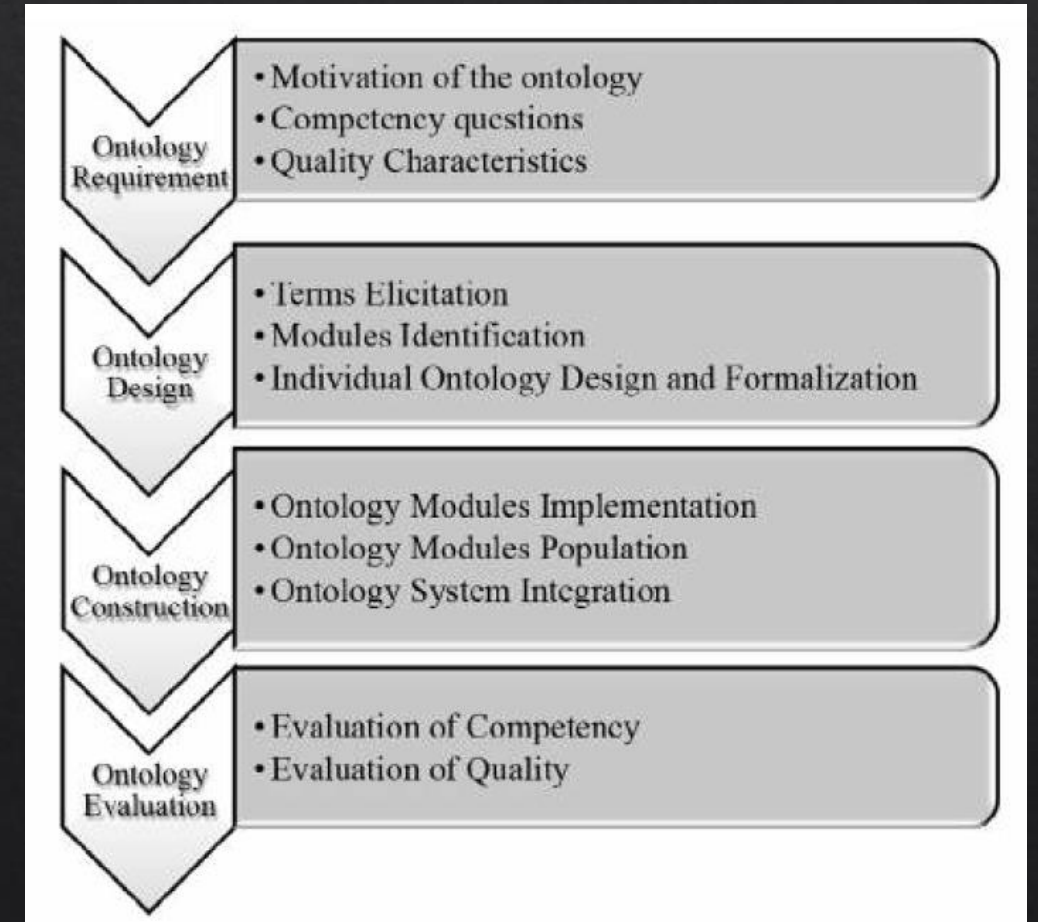 Ontology
Requirement
• Motivation of the ontology
• Competency questions
• Quality Characteristics
Ontology
Design
• Terms Elicitation
• Modules Identification
• Individual Ontology Design and Formalization
Ontology
Construction
• Ontology Modules Implementation
• Ontology Modules Population
• Ontology System Integration
Ontology
Evaluation
• Evaluation of Competency
• Evaluation of Quality